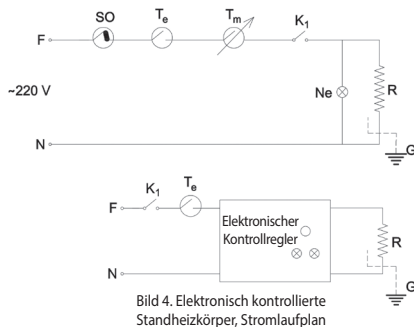 SO Tₑ Tₘ K₁
F
~220 V
Ne R
N G
K₁ Tₑ
F
Elektronischer
Kontrollregler
R
N G
Bild 4. Elektronisch kontrollierte
Standheizkörper, Stromlaufplan